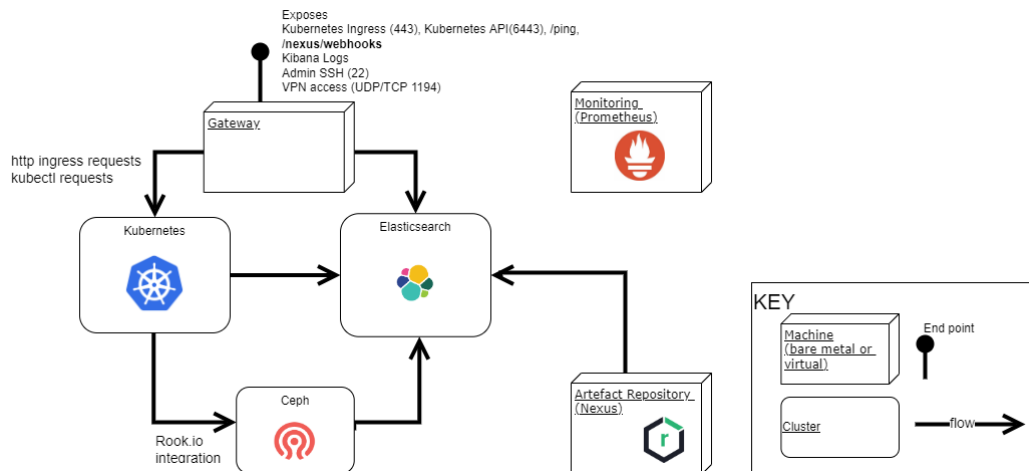 Exposes
Kubernetes Ingress (443), Kubernetes API(6443), /ping,
/nexus/webhooks
Kibana Logs
Admin SSH (22)
VPN access (UDP/TCP 1194)
Gateway
Monitoring
(Prometheus)
http ingress requests
kubectl requests
Kubernetes
Elasticsearch
KEY
Machine
(bare metal or
virtual)
End point
Ceph
Artefact Repository
(Nexus)
r
Cluster
flow
Rook.io
integration